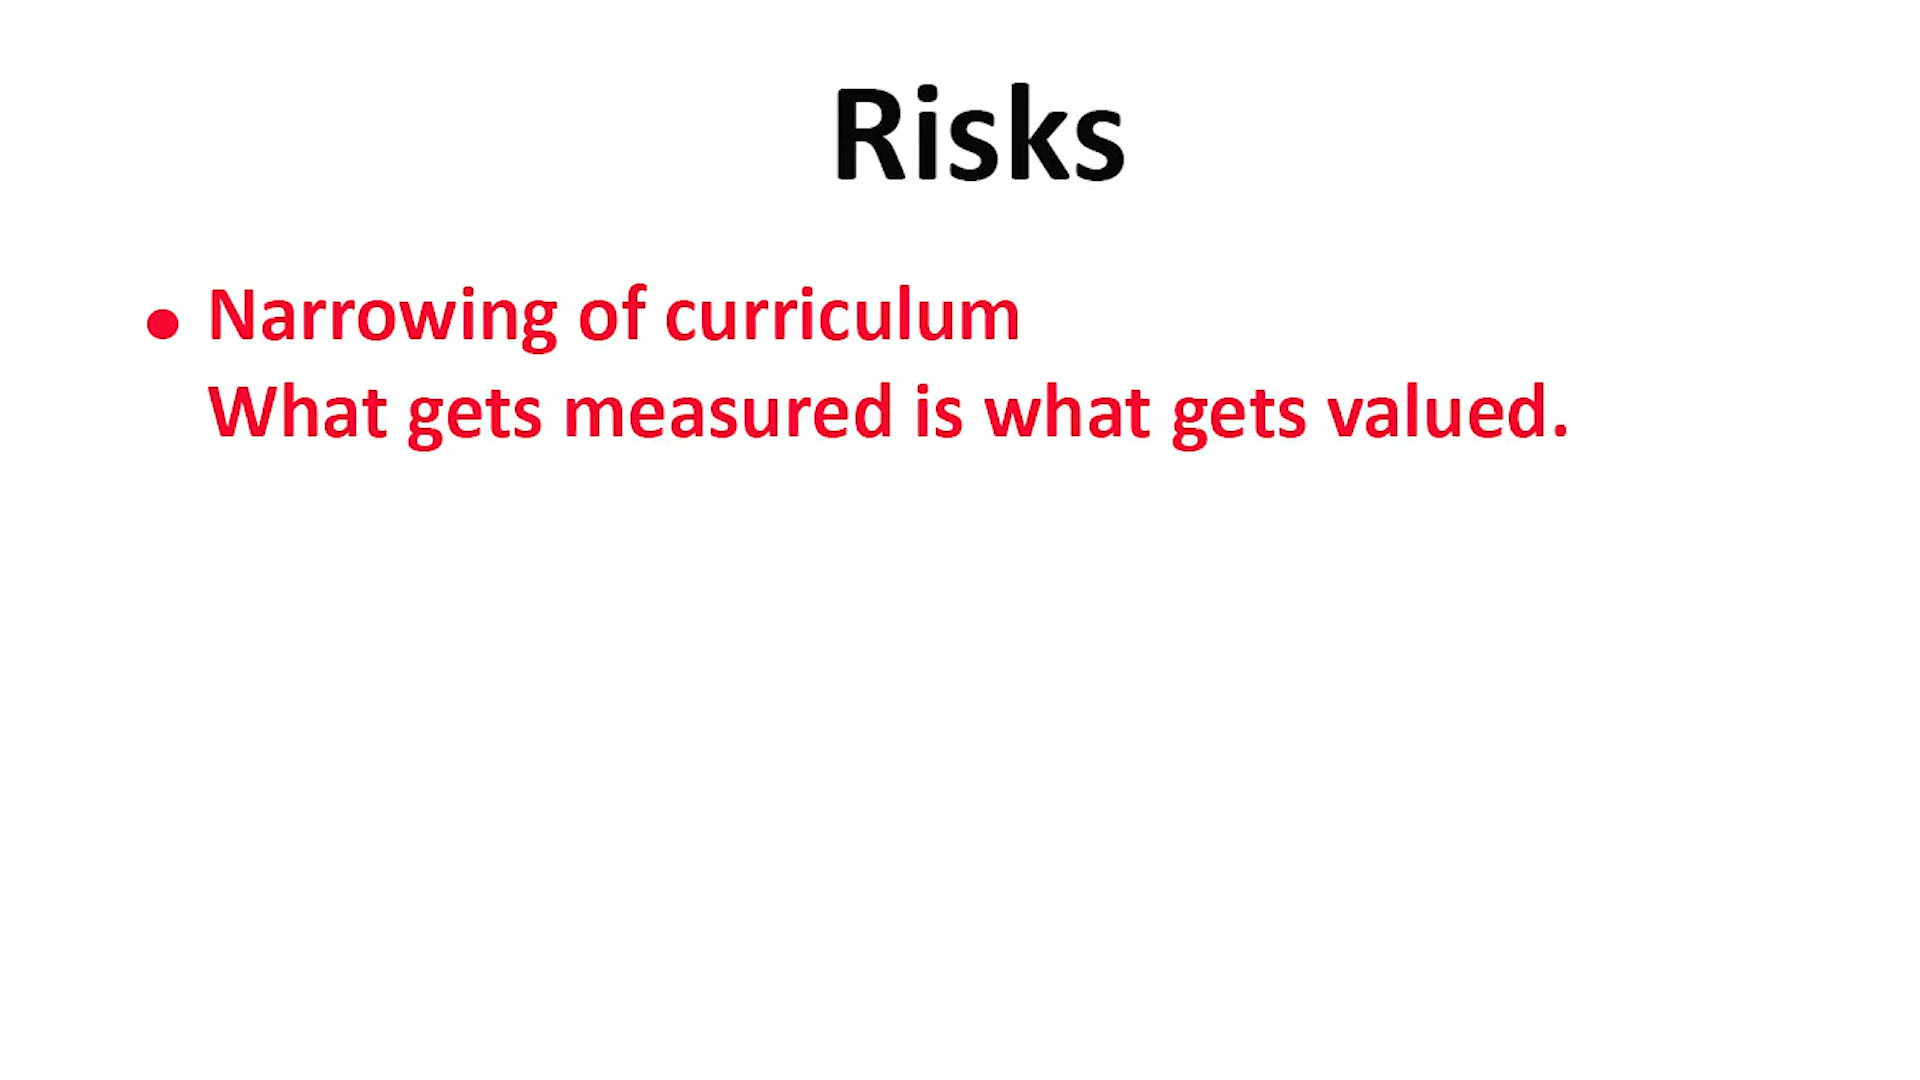 Risks
• Narrowing of curriculum
What gets measured is what gets valued.